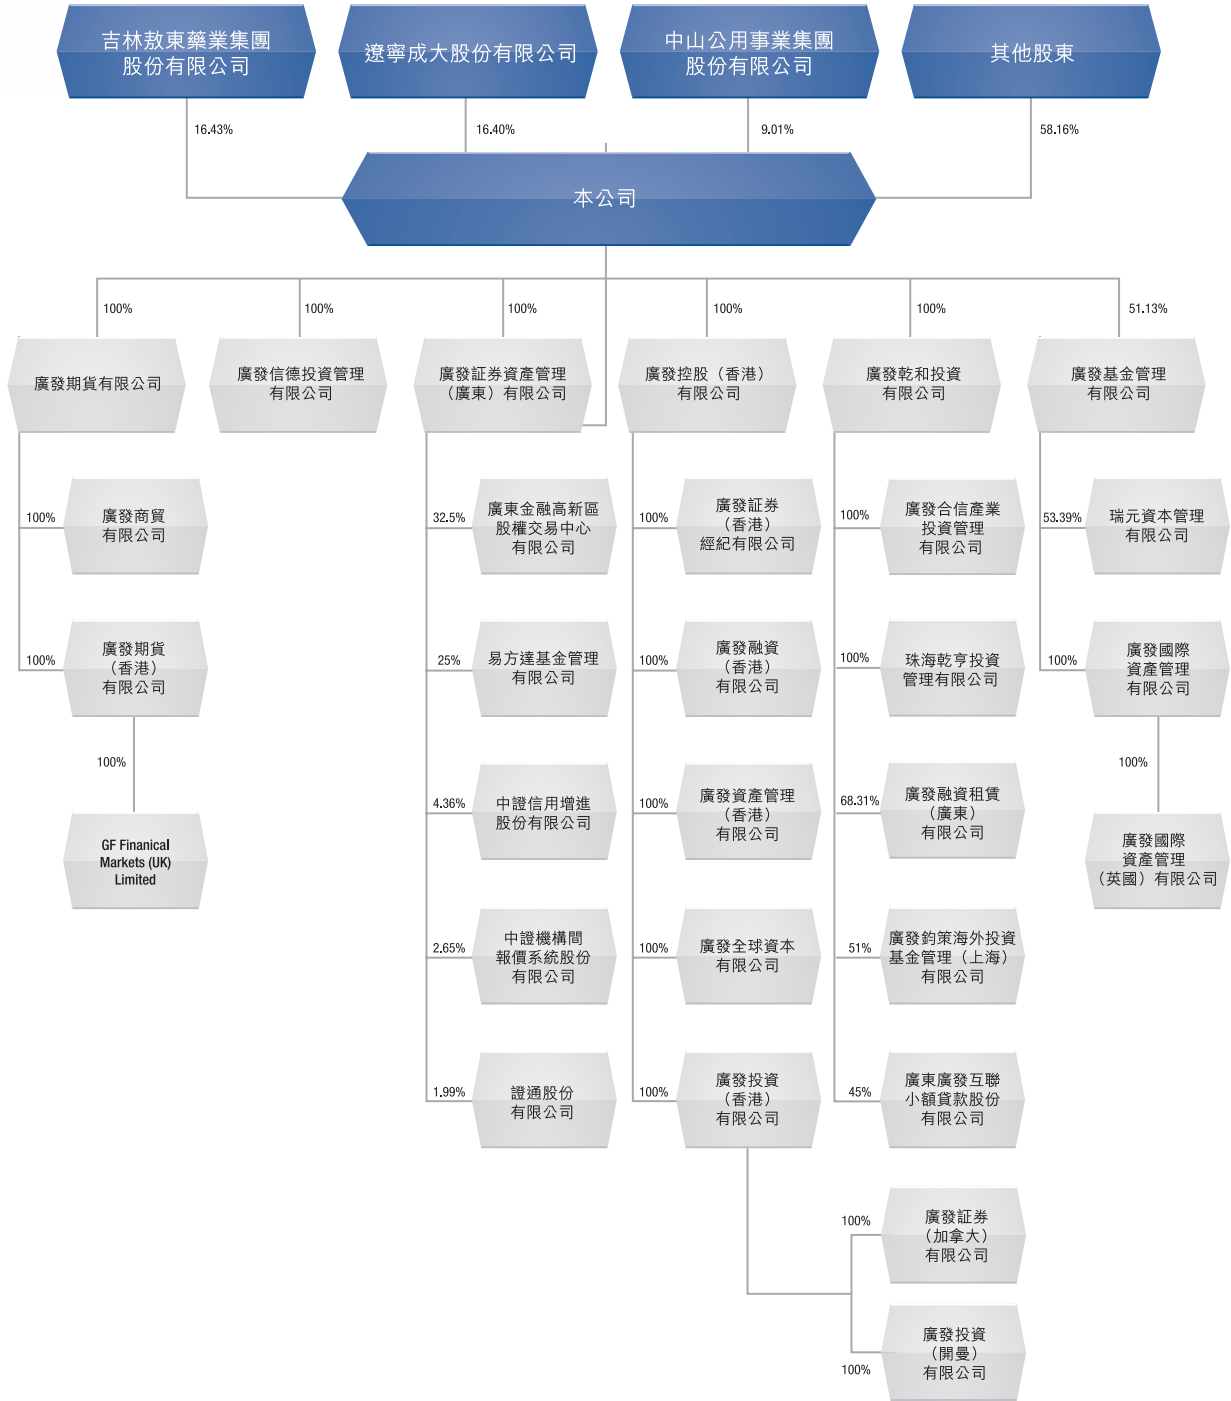 吉林敖東藥業集團
股份有限公司
遼寧成大股份有限公司
中山公用事業集團
股份有限公司
其他股東
16.43%
16.40%
9.01%
58.16%
本公司
100%
100%
100%
100%
100%
51.13%
廣發期貨有限公司
廣發信德投資管理
有限公司
廣發証券資產管理
（廣東）有限公司
廣發控股（香港）
有限公司
廣發乾和投資
有限公司
廣發基金管理
有限公司
100%
廣發商貿
有限公司
32.5%
廣東金融高新區
股權交易中心
有限公司
100%
廣發証券
（香港）
經紀有限公司
100%
廣發合信產業
投資管理
有限公司
53.39%
瑞元資本管理
有限公司
100%
廣發期貨
（香港）
有限公司
25%
易方達基金管理
有限公司
100%
廣發融資
（香港）
有限公司
100%
珠海乾亨投資
管理有限公司
100%
廣發國際
資產管理
有限公司
100%
GF Finanical
Markets (UK)
Limited
4.36%
中證信用增進
股份有限公司
100%
廣發資產管理
（香港）
有限公司
68.31%
廣發融資租賃
（廣東）
有限公司
100%
廣發國際
資產管理
（英國）有限公司
2.65%
中證機構間
報價系統股份
有限公司
100%
廣發全球資本
有限公司
51%
廣發鈞策海外投資
基金管理（上海）
有限公司
1.99%
證通股份
有限公司
100%
廣發投資
（香港）
有限公司
45%
廣東廣發互聯
小額貸款股份
有限公司
100%
廣發証券
（加拿大）
有限公司
100%
廣發投資
（開曼）
有限公司